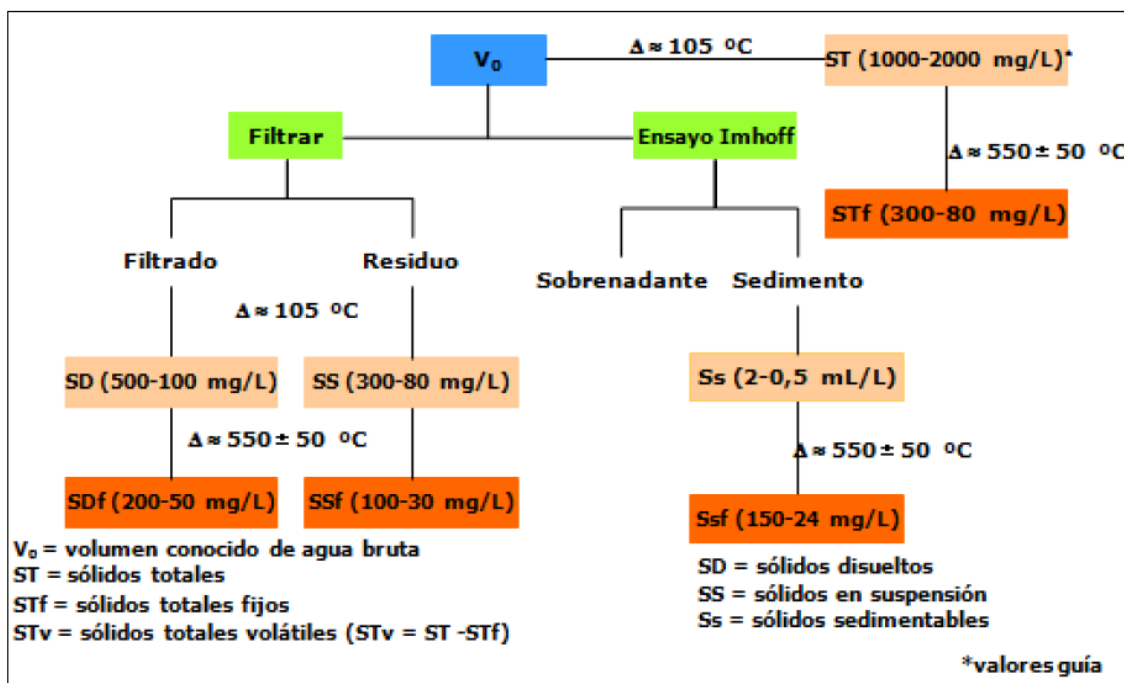 V₀
Δ ≈ 105 ºC
ST (1000-2000 mg/L)*
Filtrar
Ensayo Imhoff
Δ ≈ 550 ± 50 ºC
STf (300-80 mg/L)
Filtrado
Residuo
Sobrenadante
Sedimento
Δ ≈ 105 ºC
SD (500-100 mg/L)
SS (300-80 mg/L)
Ss (2-0,5 mL/L)
Δ ≈ 550 ± 50 ºC
Δ ≈ 550 ± 50 ºC
SDf (200-50 mg/L)
SSf (100-30 mg/L)
Ssf (150-24 mg/L)
V₀ = volumen conocido de agua bruta
ST = sólidos totales
STf = sólidos totales fijos
STv = sólidos totales volátiles (STv = ST -STf)
SD = sólidos disueltos
SS = sólidos en suspensión
Ss = sólidos sedimentables
*valores guía